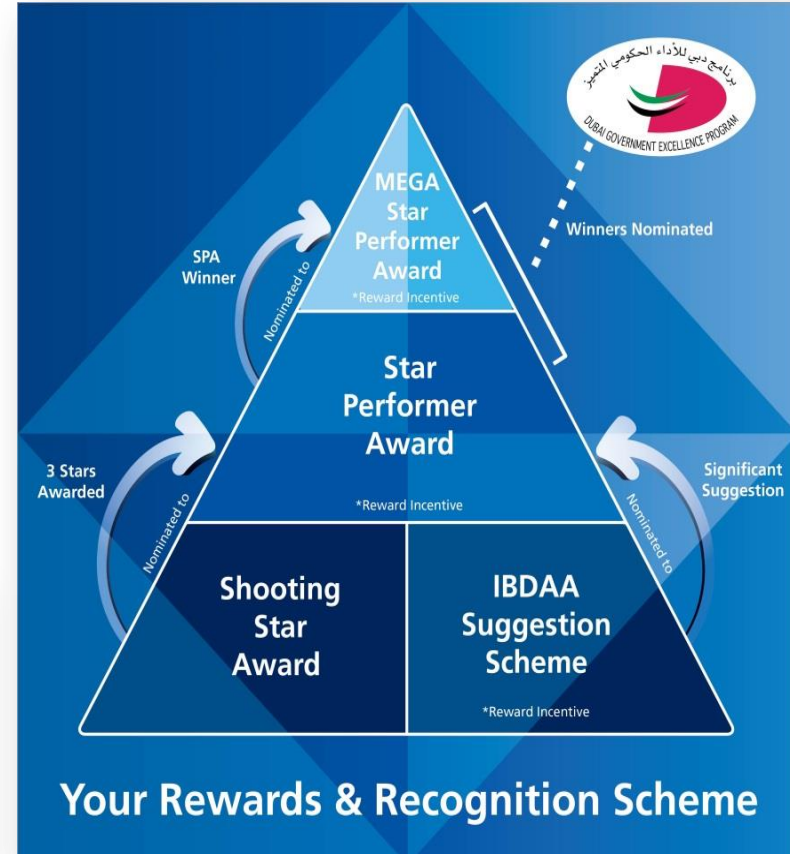 برنامج دبي للأداء الحكومي المتميز
DUBAI GOVERNMENT EXCELLENCE PROGRAM
MEGA
Star
Performer
Award
*Reward Incentive
Winners Nominated
SPA
Winner
Nominated to
Star
Performer
Award
*Reward Incentive
3 Stars
Awarded
Nominated to
Significant
Suggestion
Nominated to
Shooting
Star
Award
IBDAA
Suggestion
Scheme
*Reward Incentive
Your Rewards & Recognition Scheme